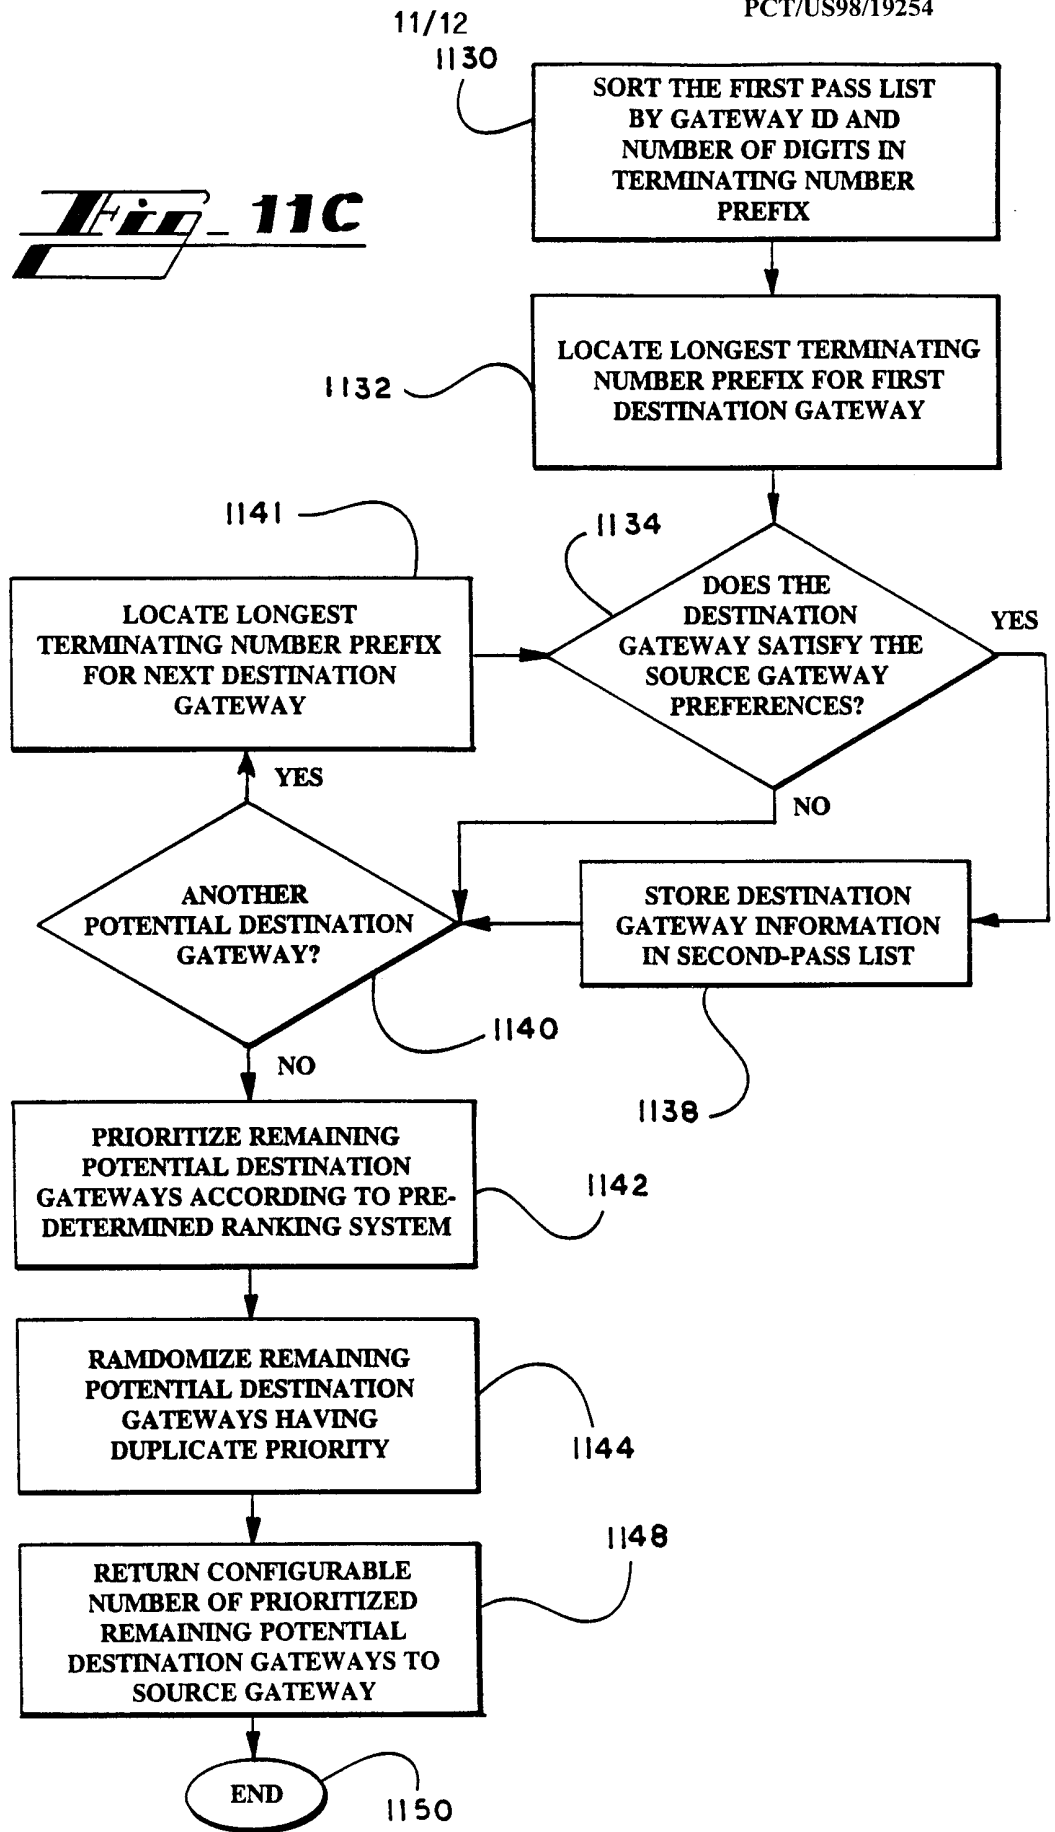 PCT/US98/19254
11/12
1130
SORT THE FIRST PASS LIST
BY GATEWAY ID AND
NUMBER OF DIGITS IN
TERMINATING NUMBER
PREFIX
Fig_ 11C
LOCATE LONGEST TERMINATING
NUMBER PREFIX FOR FIRST
DESTINATION GATEWAY
1132
1141
1134
LOCATE LONGEST
TERMINATING NUMBER PREFIX
FOR NEXT DESTINATION
GATEWAY
DOES THE
DESTINATION
GATEWAY SATISFY THE
SOURCE GATEWAY
PREFERENCES?
YES
YES
NO
ANOTHER
POTENTIAL DESTINATION
GATEWAY?
STORE DESTINATION
GATEWAY INFORMATION
IN SECOND-PASS LIST
1140
NO
1138
PRIORITIZE REMAINING
POTENTIAL DESTINATION
GATEWAYS ACCORDING TO PRE-
DETERMINED RANKING SYSTEM
1142
RAMDOMIZE REMAINING
POTENTIAL DESTINATION
GATEWAYS HAVING
DUPLICATE PRIORITY
1144
1148
RETURN CONFIGURABLE
NUMBER OF PRIORITIZED
REMAINING POTENTIAL
DESTINATION GATEWAYS TO
SOURCE GATEWAY
END
1150